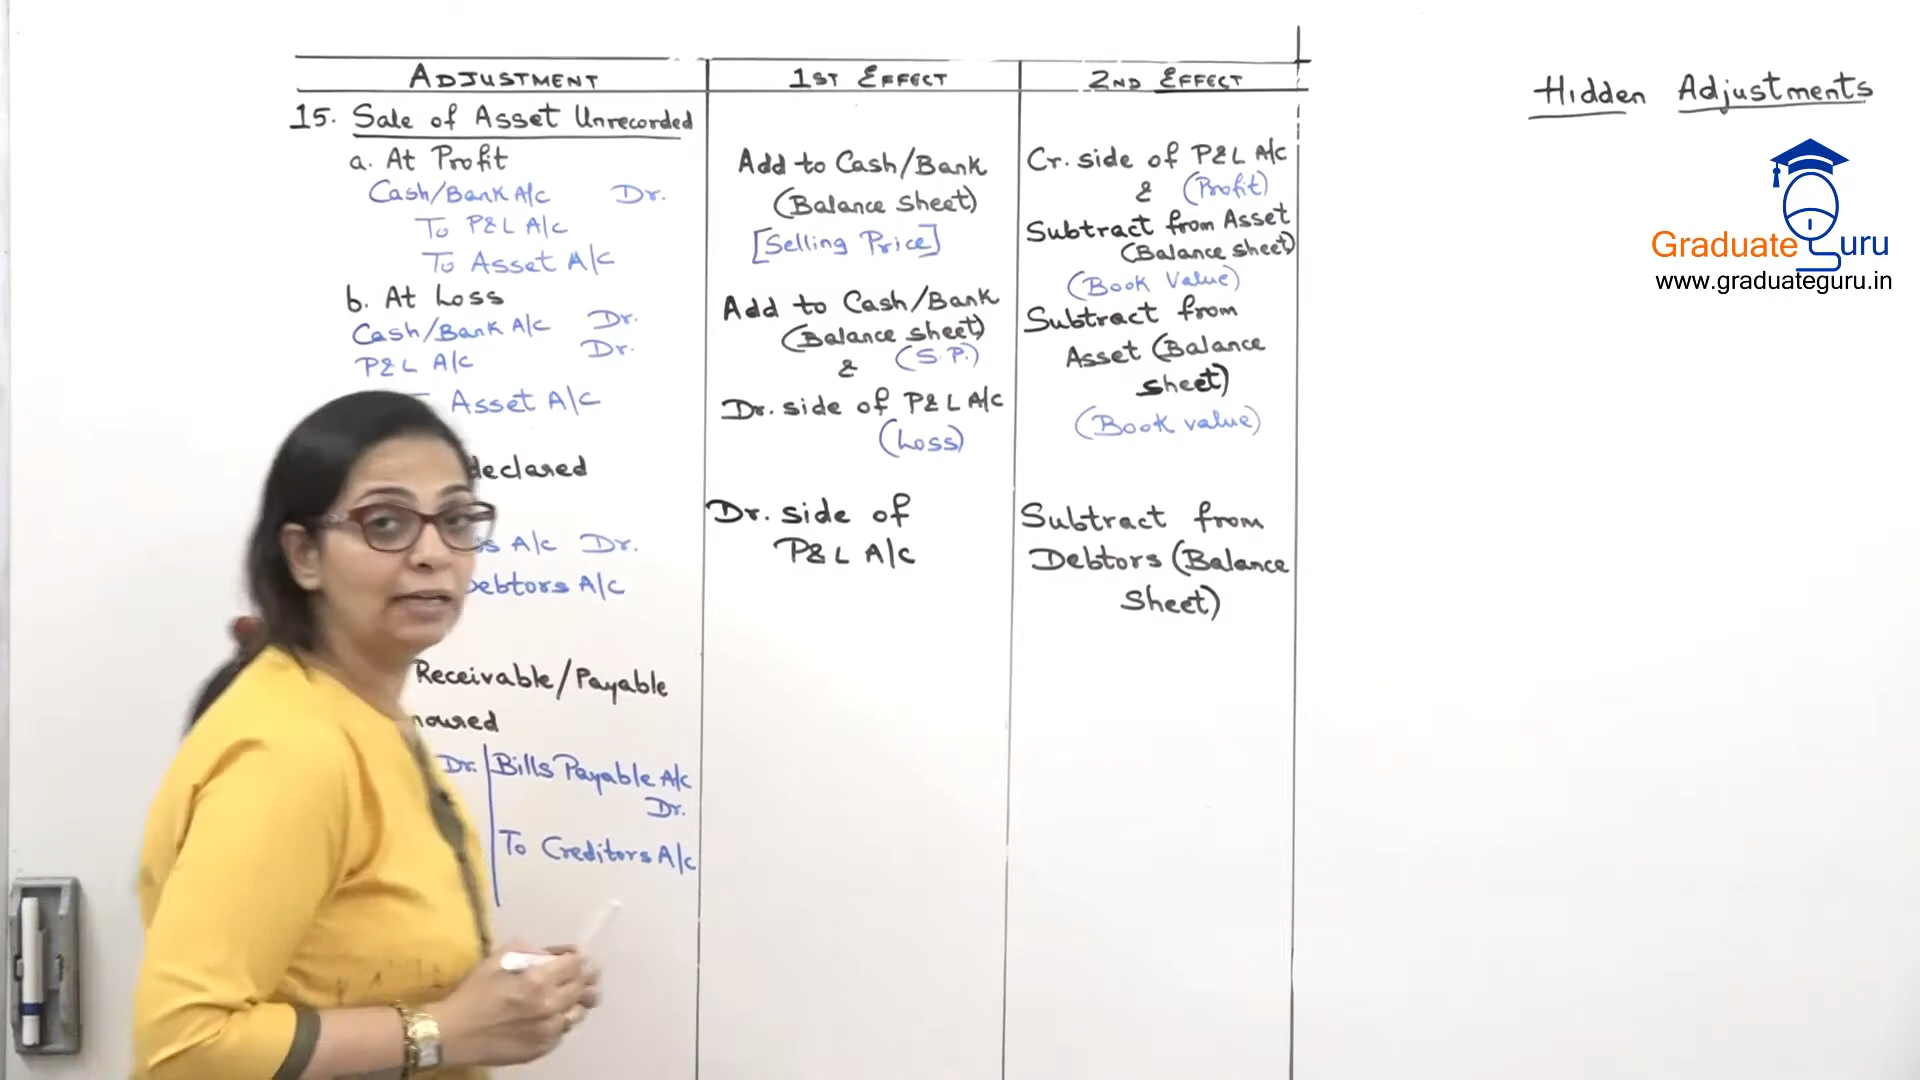 ADJUSTMENT 1ST EFFECT 2ND EFFECT
Hidden Adjustments
15. Sale of Asset Unrecorded
a. At Profit
Cash/Bank A/c Dr.
To P&L A/c
To Asset A/c
b. At Loss
Cash/Bank A/c Dr.
P&L A/c Dr.
Asset A/c
declared
A/c Dr.
Debtors A/c
Receivable/Payable
Dr. Bills Payable A/c
Dr.
To Creditors A/c
Add to Cash/Bank
(Balance sheet)
[Selling Price]
Add to Cash/Bank
(Balance sheet)
& (S.P.)
Dr. side of P&L A/c
(Loss)
Dr. side of
P&L A/c
Cr. side of P&L A/c
& (Profit)
Subtract from Asset
(Balance sheet)
(Book Value)
Subtract from
Asset (Balance
sheet)
(Book value)
Subtract from
Debtors (Balance
Sheet)
Graduate Guru
www.graduateguru.in